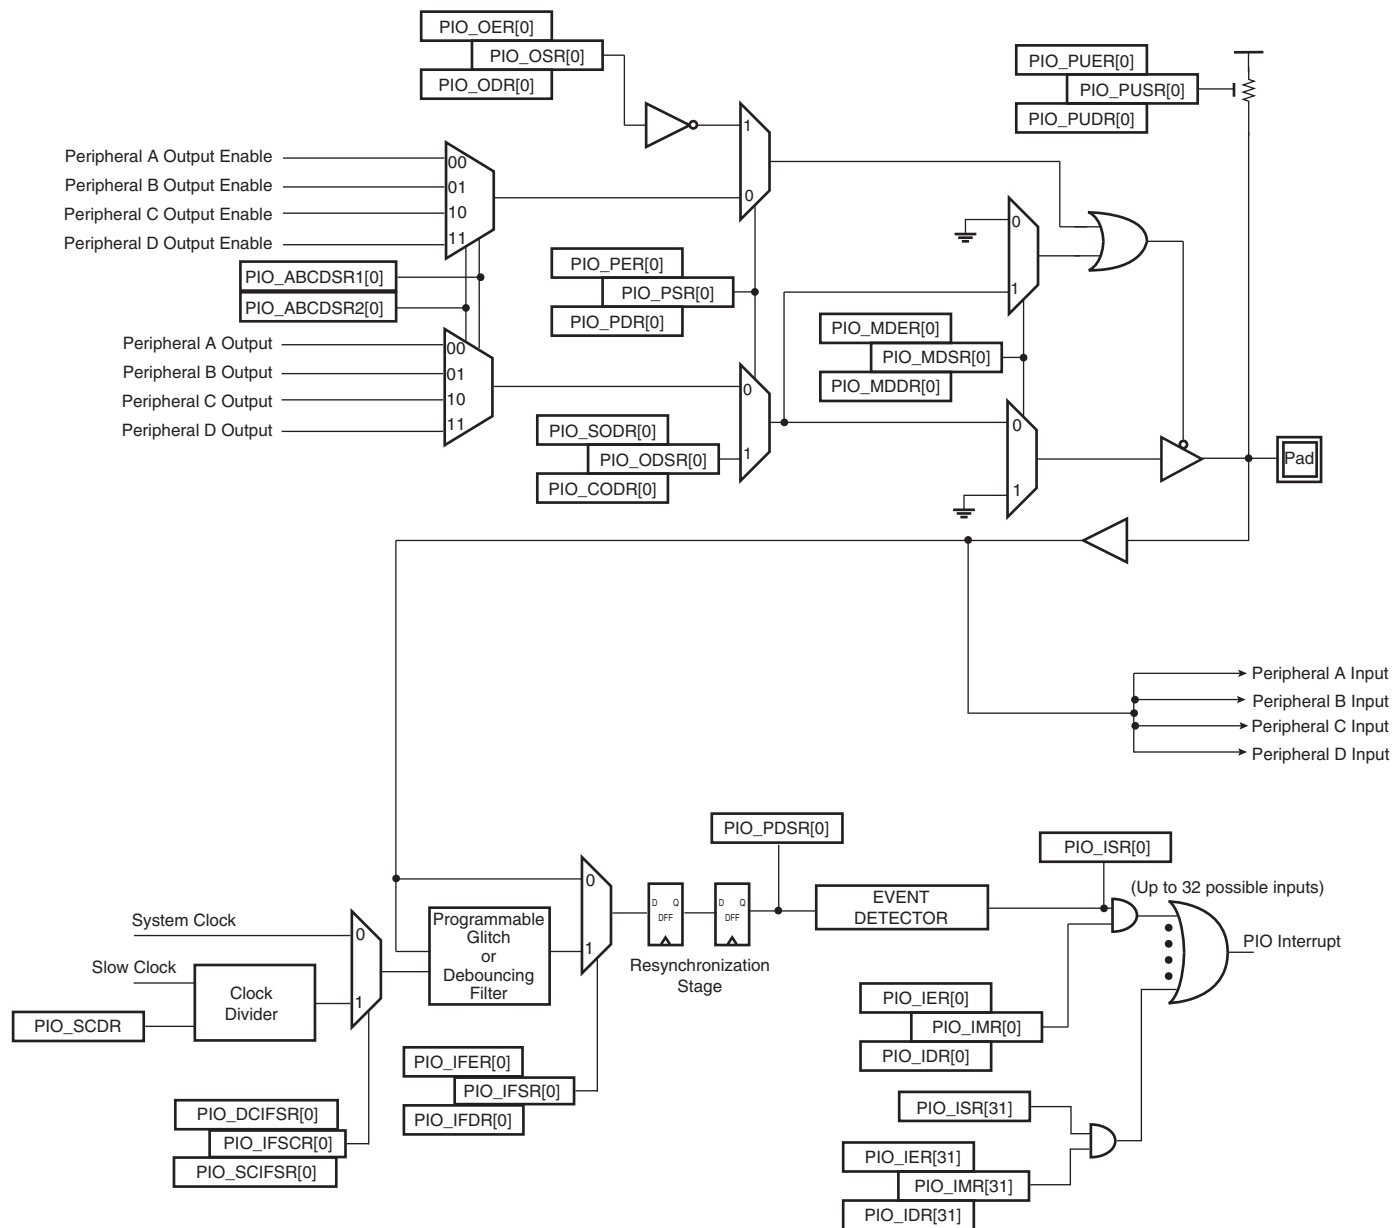 PIO_OER[0]
PIO_OSR[0]
PIO_ODR[0]
PIO_PUER[0]
PIO_PUSR[0]
PIO_PUDR[0]
1
0
Peripheral A Output Enable
Peripheral B Output Enable
Peripheral C Output Enable
Peripheral D Output Enable
00
01
10
11
PIO_ABCDSR1[0]
PIO_ABCDSR2[0]
PIO_PER[0]
PIO_PSR[0]
PIO_PDR[0]
0
1
PIO_MDER[0]
PIO_MDSR[0]
PIO_MDDR[0]
Peripheral A Output
Peripheral B Output
Peripheral C Output
Peripheral D Output
00
01
10
11
0
1
PIO_SODR[0]
PIO_ODSR[0]
PIO_CODR[0]
0
1
Pad
Peripheral A Input
Peripheral B Input
Peripheral C Input
Peripheral D Input
PIO_PDSR[0]
PIO_ISR[0]
(Up to 32 possible inputs)
System Clock
Slow Clock
Clock
Divider
PIO_SCDR
0
1
Programmable
Glitch
or
Debouncing
Filter
0
1
D Q
DFF
D Q
DFF
Resynchronization
Stage
EVENT
DETECTOR
PIO Interrupt
PIO_IER[0]
PIO_IMR[0]
PIO_IDR[0]
PIO_IFER[0]
PIO_IFSR[0]
PIO_IFDR[0]
PIO_DCIFSR[0]
PIO_IFSCR[0]
PIO_SCIFSR[0]
PIO_ISR[31]
PIO_IER[31]
PIO_IMR[31]
PIO_IDR[31]